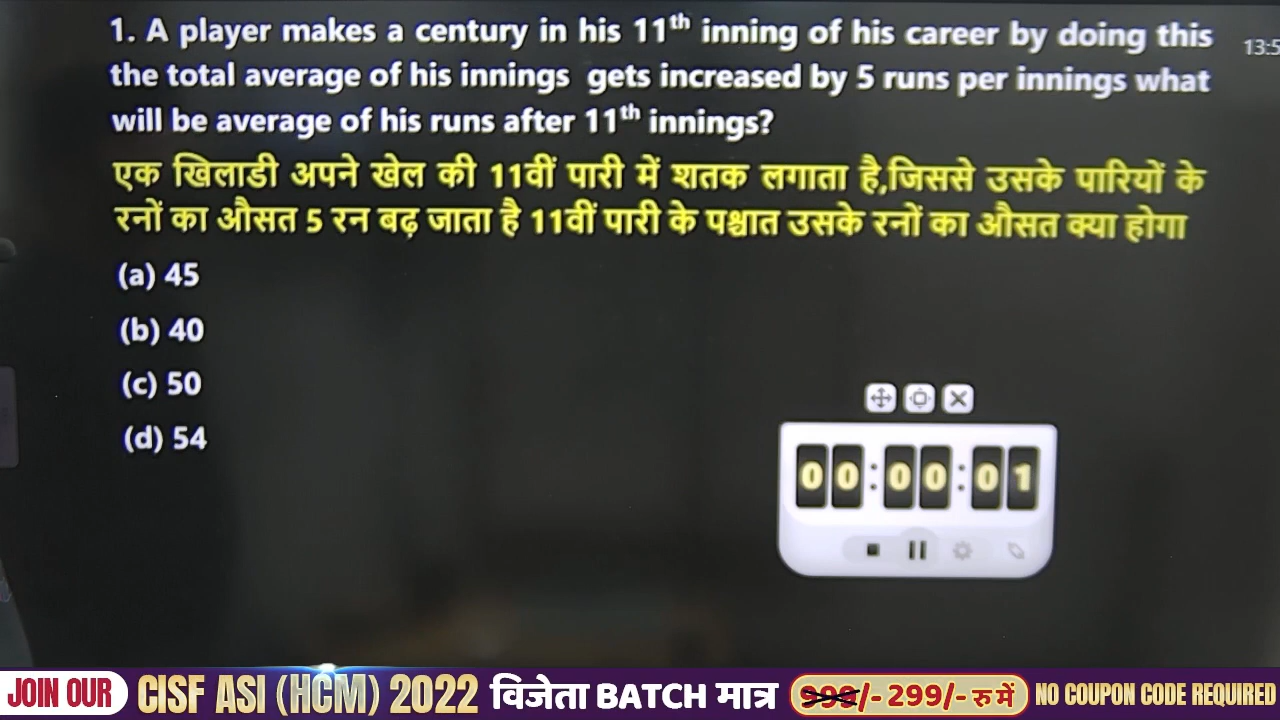 1. A player makes a century in his 11th inning of his career by doing this
the total average of his innings gets increased by 5 runs per innings what
will be average of his runs after 11th innings?
एक खिलाडी अपने खेल की 11वीं पारी में शतक लगाता है,जिससे उसके पारियों के
रनों का औसत 5 रन बढ़ जाता है 11वीं पारी के पश्चात उसके रनों का औसत क्या होगा
(a) 45
(b) 40
(c) 50
(d) 54
00:00:01
JOIN OUR CISF ASI (HCM) 2022 विजेता BATCH मात्र 999/- 299/- रु में NO COUPON CODE REQUIRED